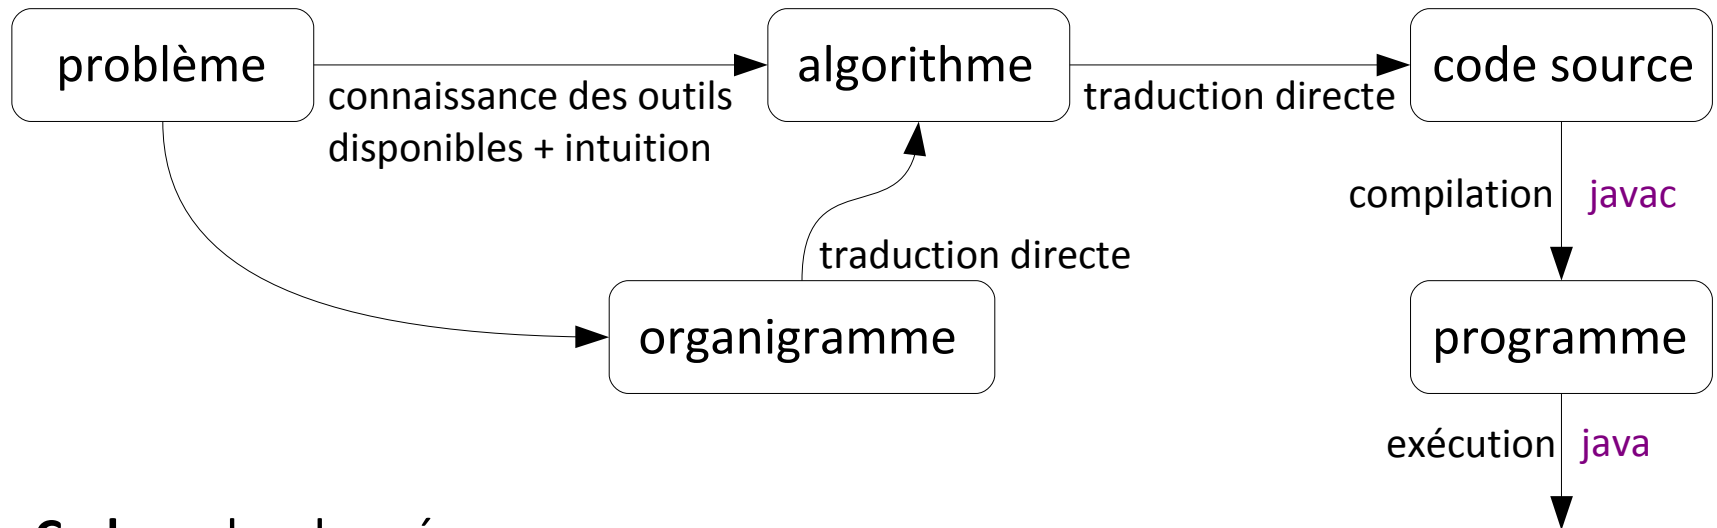 problème
algorithme
code source
connaissance des outils
disponibles + intuition
traduction directe
compilation
javac
traduction directe
organigramme
programme
exécution
java